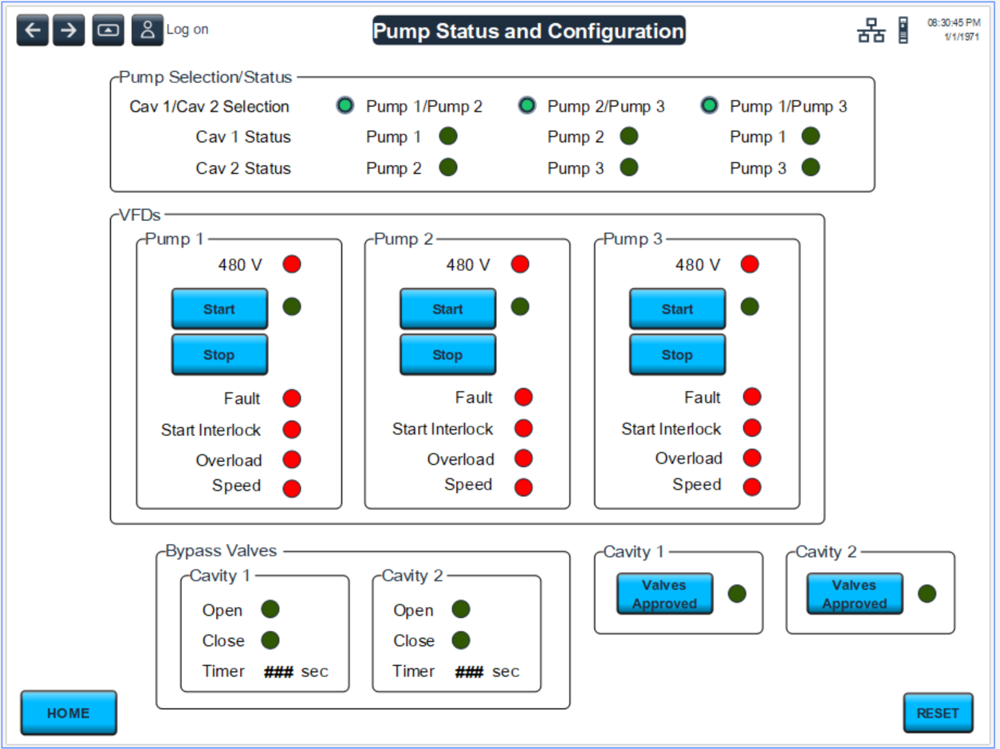 Log on
Pump Status and Configuration
08:30:45 PM
1/1/1971
Pump Selection/Status
Cav 1/Cav 2 Selection Pump 1/Pump 2 Pump 2/Pump 3 Pump 1/Pump 3
Cav 1 Status Pump 1 Pump 2 Pump 1
Cav 2 Status Pump 2 Pump 3 Pump 3
VFDs
Pump 1
480 V
Start
Stop
Fault
Start Interlock
Overload
Speed
Pump 2
480 V
Start
Stop
Fault
Start Interlock
Overload
Speed
Pump 3
480 V
Start
Stop
Fault
Start Interlock
Overload
Speed
Bypass Valves
Cavity 1
Open
Close
Timer ### sec
Cavity 2
Open
Close
Timer ### sec
Cavity 1
Valves
Approved
Cavity 2
Valves
Approved
HOME
RESET